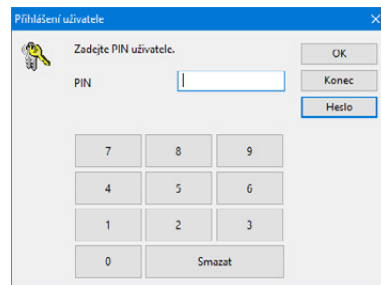 Přihlášení uživatele
Zadejte PIN uživatele.
OK
PIN
Konec
Heslo
7 8 9
4 5 6
1 2 3
0 Smazat